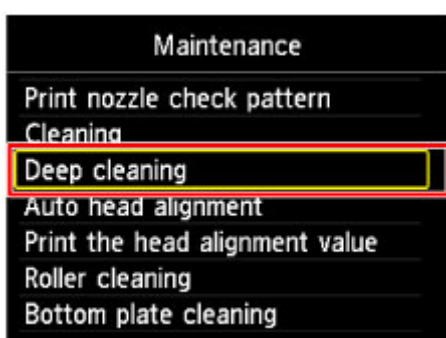 Maintenance
Print nozzle check pattern
Cleaning
Deep cleaning
Auto head alignment
Print the head alignment value
Roller cleaning
Bottom plate cleaning